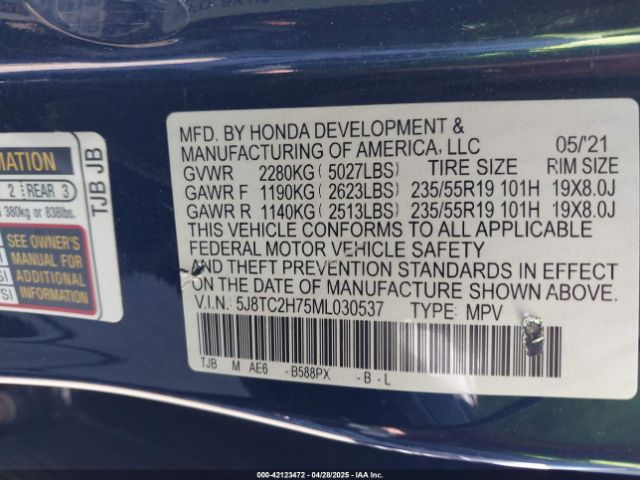 MFD. BY HONDA DEVELOPMENT &
MANUFACTURING OF AMERICA, LLC 05/'21
GVWR 2280KG (5027LBS) TIRE SIZE RIM SIZE
GAWR F 1190KG (2623LBS) 235/55R19 101H 19X8.0J
GAWR R 1140KG (2513LBS) 235/55R19 101H 19X8.0J
THIS VEHICLE CONFORMS TO ALL APPLICABLE
FEDERAL MOTOR VEHICLE SAFETY
AND THEFT PREVENTION STANDARDS IN EFFECT
ON THE DATE OF MANUFACTURE SHOWN ABOVE.
V.I.N.: 5J8TC2H75ML030537 TYPE: MPV
TJB M AE6 -B588PX -B-L
MATION
2 REAR 3
380KG or 838lbs.
SEE OWNER'S
MANUAL FOR
ADDITIONAL
INFORMATION
TJB JB
000-42123472 04/28/2025 IAA, Inc.